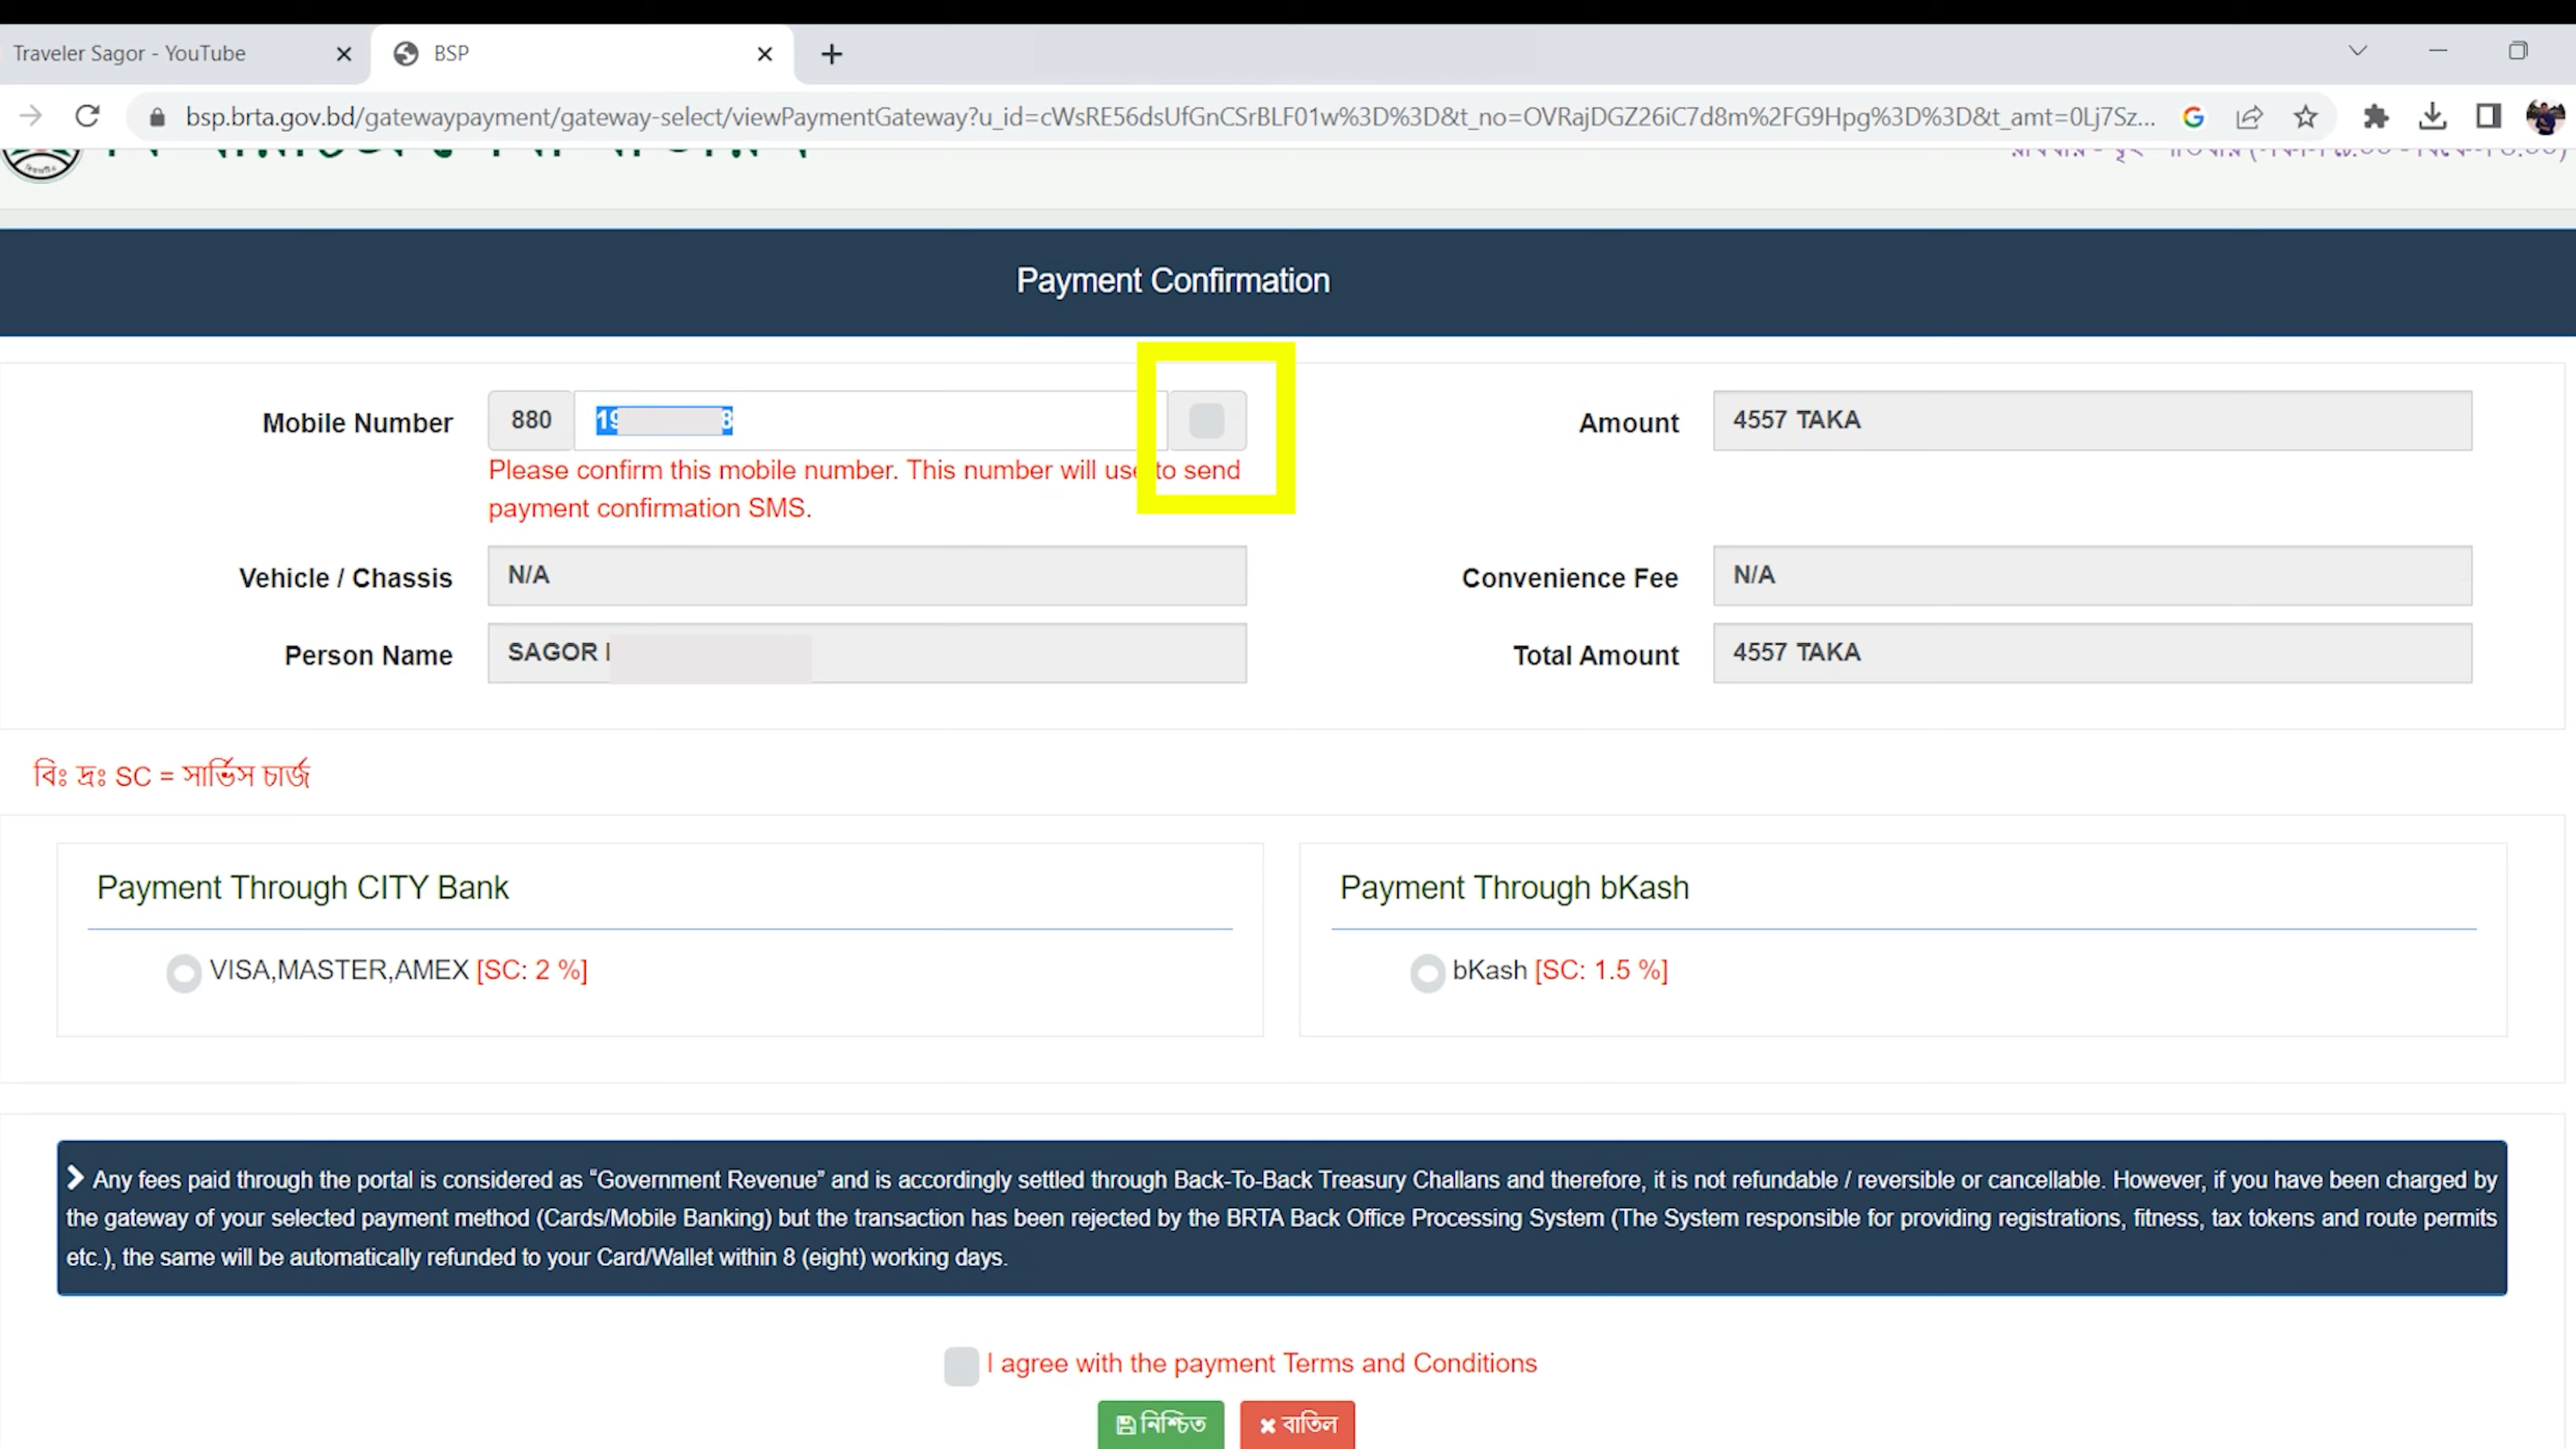 Traveler Sagor - YouTube
BSP
bsp.brta.gov.bd/gatewaypayment/gateway-select/viewPaymentGateway?u_id=cWsRE56dsUfGnCSrBLF01w%3D%3D&t_no=OVRajDGZ26iC7d8m%2FG9Hpg%3D%3D&t_amt=0Lj7Sz...
Payment Confirmation
Mobile Number 880 19 8 Amount 4557 TAKA
Please confirm this mobile number. This number will use to send
payment confirmation SMS.
Vehicle / Chassis N/A Convenience Fee N/A
Person Name SAGOR Total Amount 4557 TAKA
বিঃ দ্রঃ SC = সার্ভিস চার্জ
Payment Through CITY Bank
VISA,MASTER,AMEX [SC: 2 %]
Payment Through bKash
bKash [SC: 1.5 %]
Any fees paid through the portal is considered as “Government Revenue” and is accordingly settled through Back-To-Back Treasury Challans and therefore, it is not refundable / reversible or cancellable. However, if you have been charged by
the gateway of your selected payment method (Cards/Mobile Banking) but the transaction has been rejected by the BRTA Back Office Processing System (The System responsible for providing registrations, fitness, tax tokens and route permits
etc.), the same will be automatically refunded to your Card/Wallet within 8 (eight) working days.
I agree with the payment Terms and Conditions
নিশ্চিত বাতিল